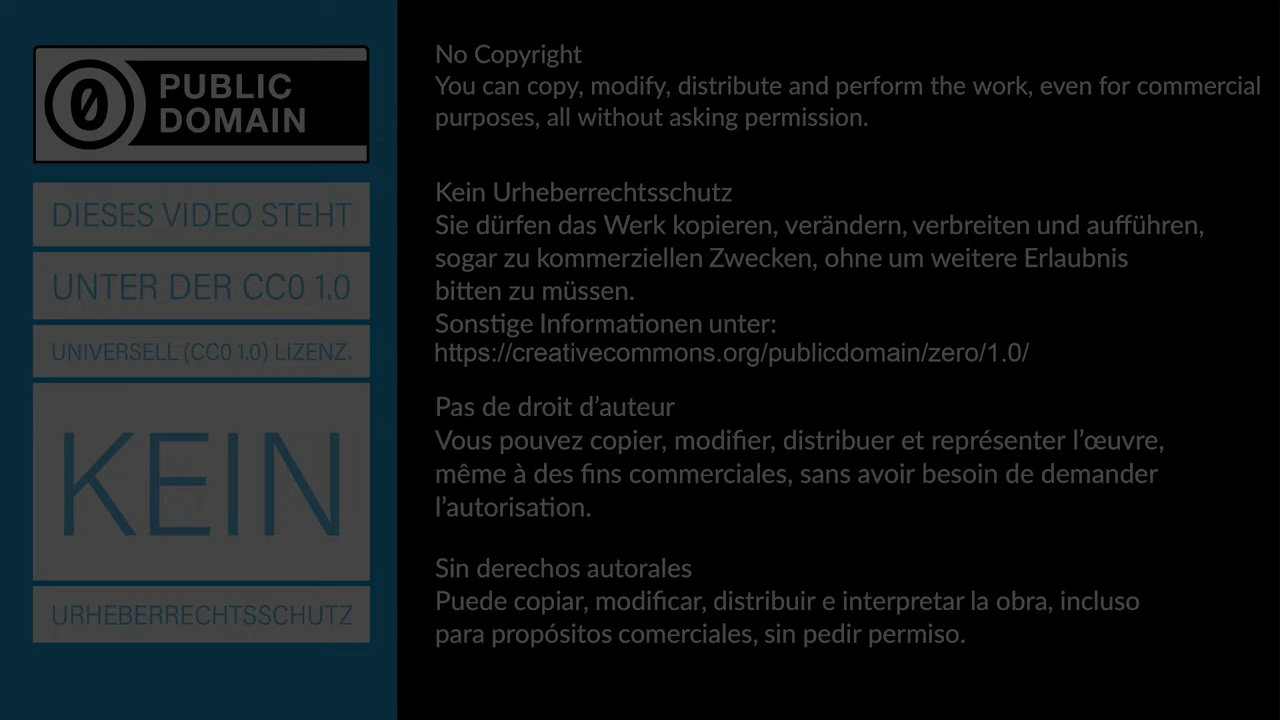 0 PUBLIC
DOMAIN
DIESES VIDEO STEHT
UNTER DER CC0 1.0
UNIVERSELL (CC0 1.0) LIZENZ.
KEIN
URHEBERRECHTSSCHUTZ
No Copyright
You can copy, modify, distribute and perform the work, even for commercial
purposes, all without asking permission.
Kein Urheberrechtsschutz
Sie dürfen das Werk kopieren, verändern, verbreiten und aufführen,
sogar zu kommerziellen Zwecken, ohne um weitere Erlaubnis
bitten zu müssen.
Sonstige Informationen unter:
https://creativecommons.org/publicdomain/zero/1.0/
Pas de droit d’auteur
Vous pouvez copier, modifier, distribuer et représenter l’œuvre,
même à des fins commerciales, sans avoir besoin de demander
l’autorisation.
Sin derechos autorales
Puede copiar, modificar, distribuir e interpretar la obra, incluso
para propósitos comerciales, sin pedir permiso.